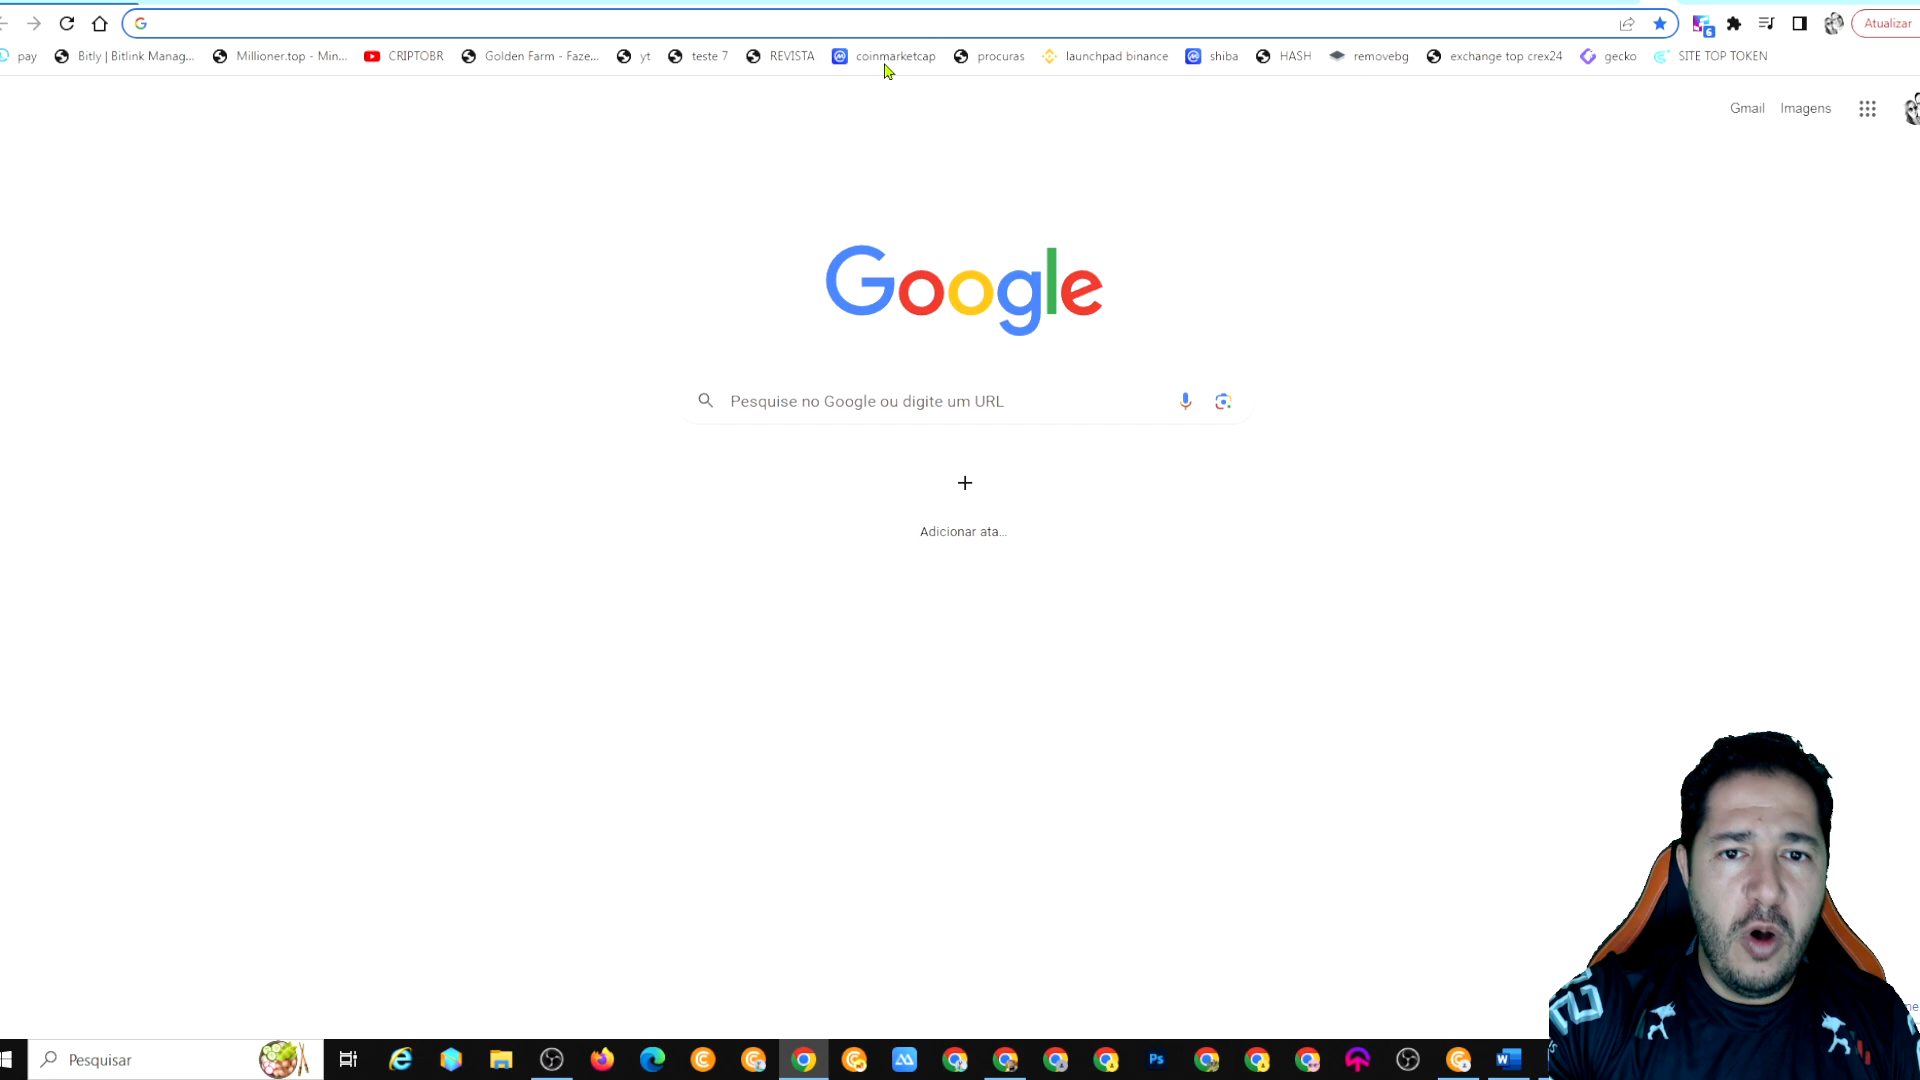 Atualizar
pay Bitly | Bitlink Manag... Millioner.top - Min... CRIPTOBR Golden Farm - Faze... yt teste 7 REVISTA coinmarketcap procuras launchpad binance shiba HASH removebg exchange top crex24 gecko SITE TOP TOKEN
Gmail Imagens
Google
Pesquise no Google ou digite um URL
Adicionar ata...
Pesquisar